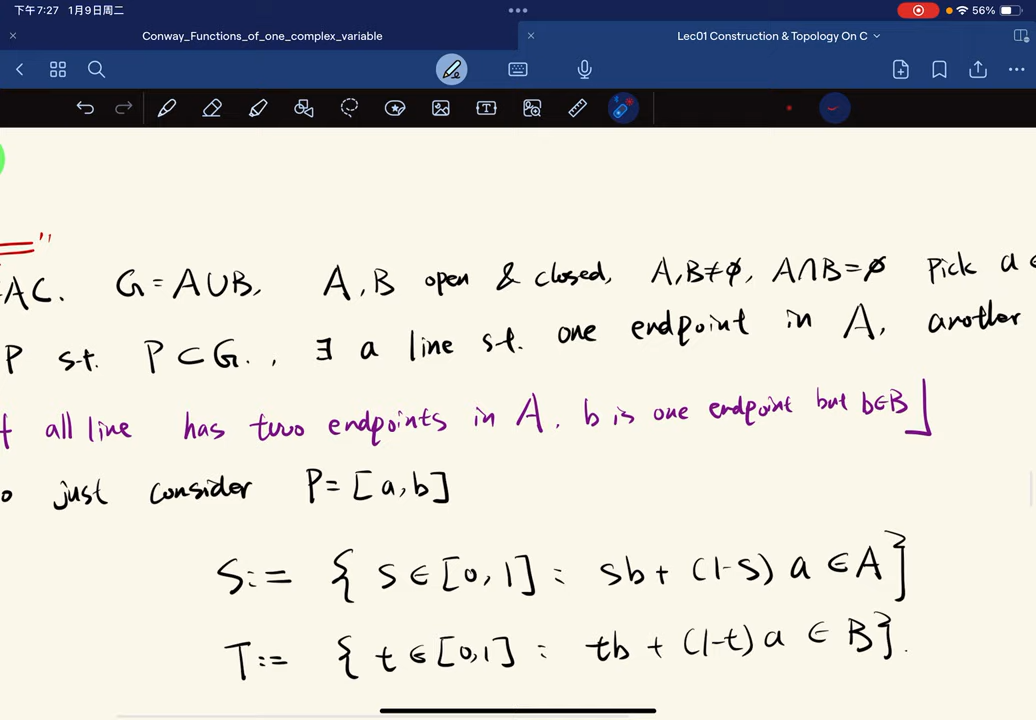 下午7:27 1月9日周二
56%
Conway_Functions_of_one_complex_variable
Lec01 Construction & Topology On C
AC. G = A∪B, A, B open & closed, A,B≠ϕ, A∩B=ϕ Pick a ∈
P s.t. P⊂G., ∃ a line st. one endpoint in A, another
f all line has two endpoints in A, b is one endpoint but b∈B⌋
o just consider P= [a,b]
S:= { s∈[0,1] : sb+(1-s) a ∈A}
T:= { t∈[0,1] : tb+(1-t) a ∈ B}.